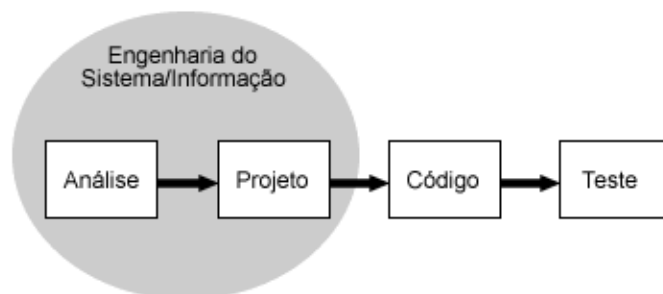 Engenharia do
Sistema/Informação
Análise
Projeto
Código
Teste